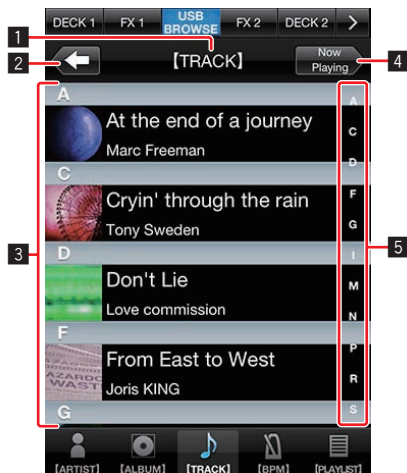 DECK 1 FX 1 USB BROWSE FX 2 DECK 2 >
1
2 【TRACK】 Now Playing 4
A
At the end of a journey
Marc Freeman
C
Cryin' through the rain
Tony Sweden
3
D
Don't Lie
Love commission
F
From East to West
Joris KING
G
A
C
D
F
G
I
M
N
P
R
S
5
AZARDO
WAST
[ARTIST] [ALBUM] [TRACK] [BPM] [PLAYLIST]